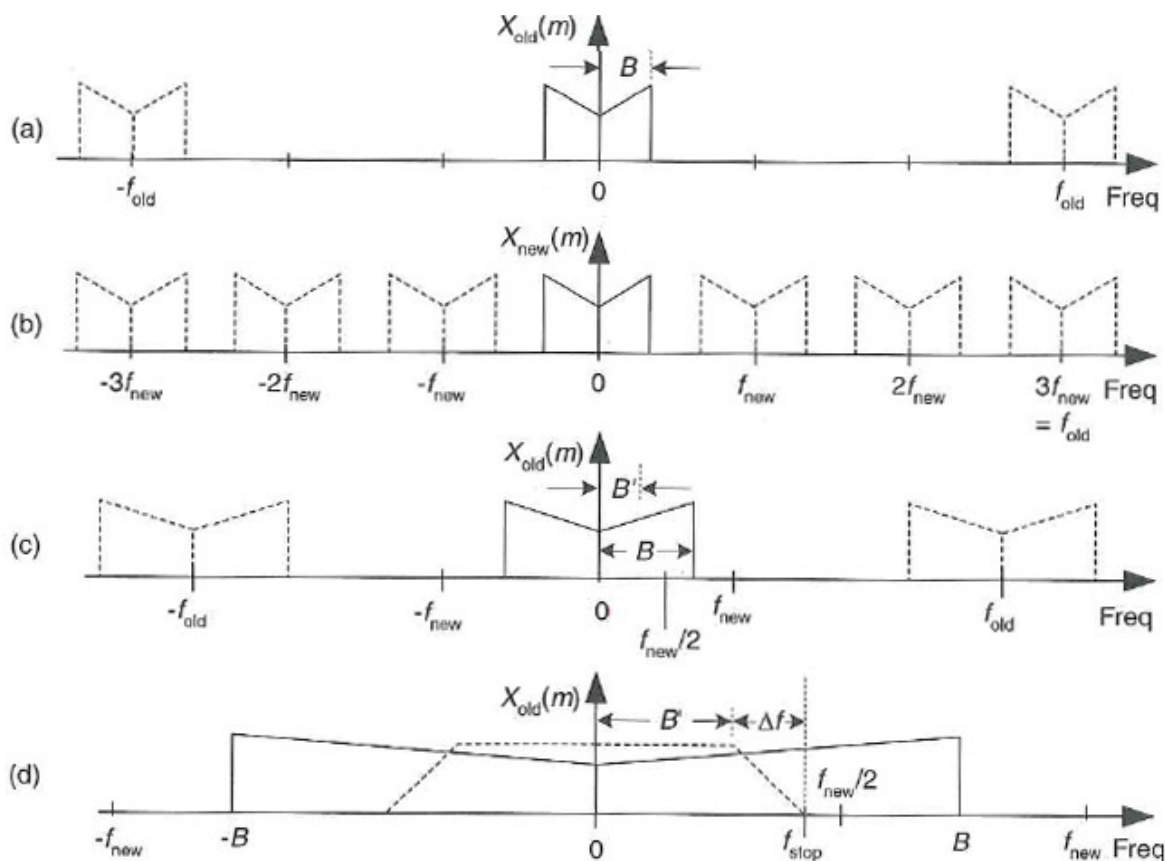 X_old(m)
B
(a)
-f_old 0 f_old Freq
X_new(m)
(b)
-3f_new -2f_new -f_new 0 f_new 2f_new 3f_new Freq
= f_old
X_old(m)
B'
(c)
B
-f_old -f_new 0 f_new f_old Freq
f_new/2
X_old(m)
B' Δf
(d)
f_new/2
-f_new -B 0 f_stop B f_new Freq